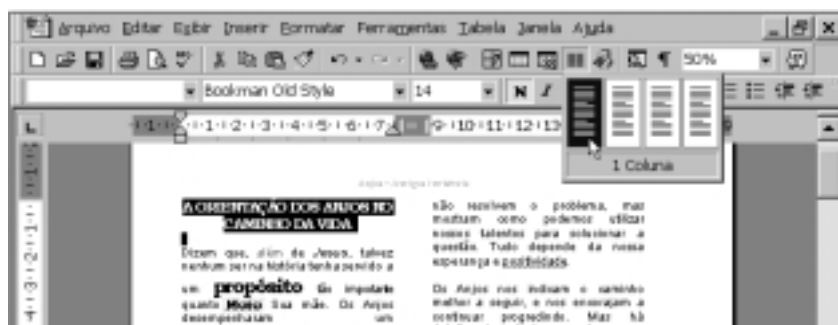 Arquivo Editar Exibir Inserir Formatar Ferramentas Tabela Janela Ajuda
50%
Bookman Old Style 14 N I
1 Coluna
A ORIENTAÇÃO DOS ANJOS NO
CAMINHO DA VIDA
Dizem que, além de Jesus, talvez
nenhum ser na história tenha servido a
um propósito tão importante
quanto Sua mãe. Os Anjos
desempenham um
não resolvem o problema, mas
mostram como podemos utilizar
nossos talentos para solucionar a
questão. Tudo depende da nossa
esperança e positividade.
Os Anjos nos indicam o caminho
melhor a seguir, e nos encorajam a
continuar progredindo. Mas há